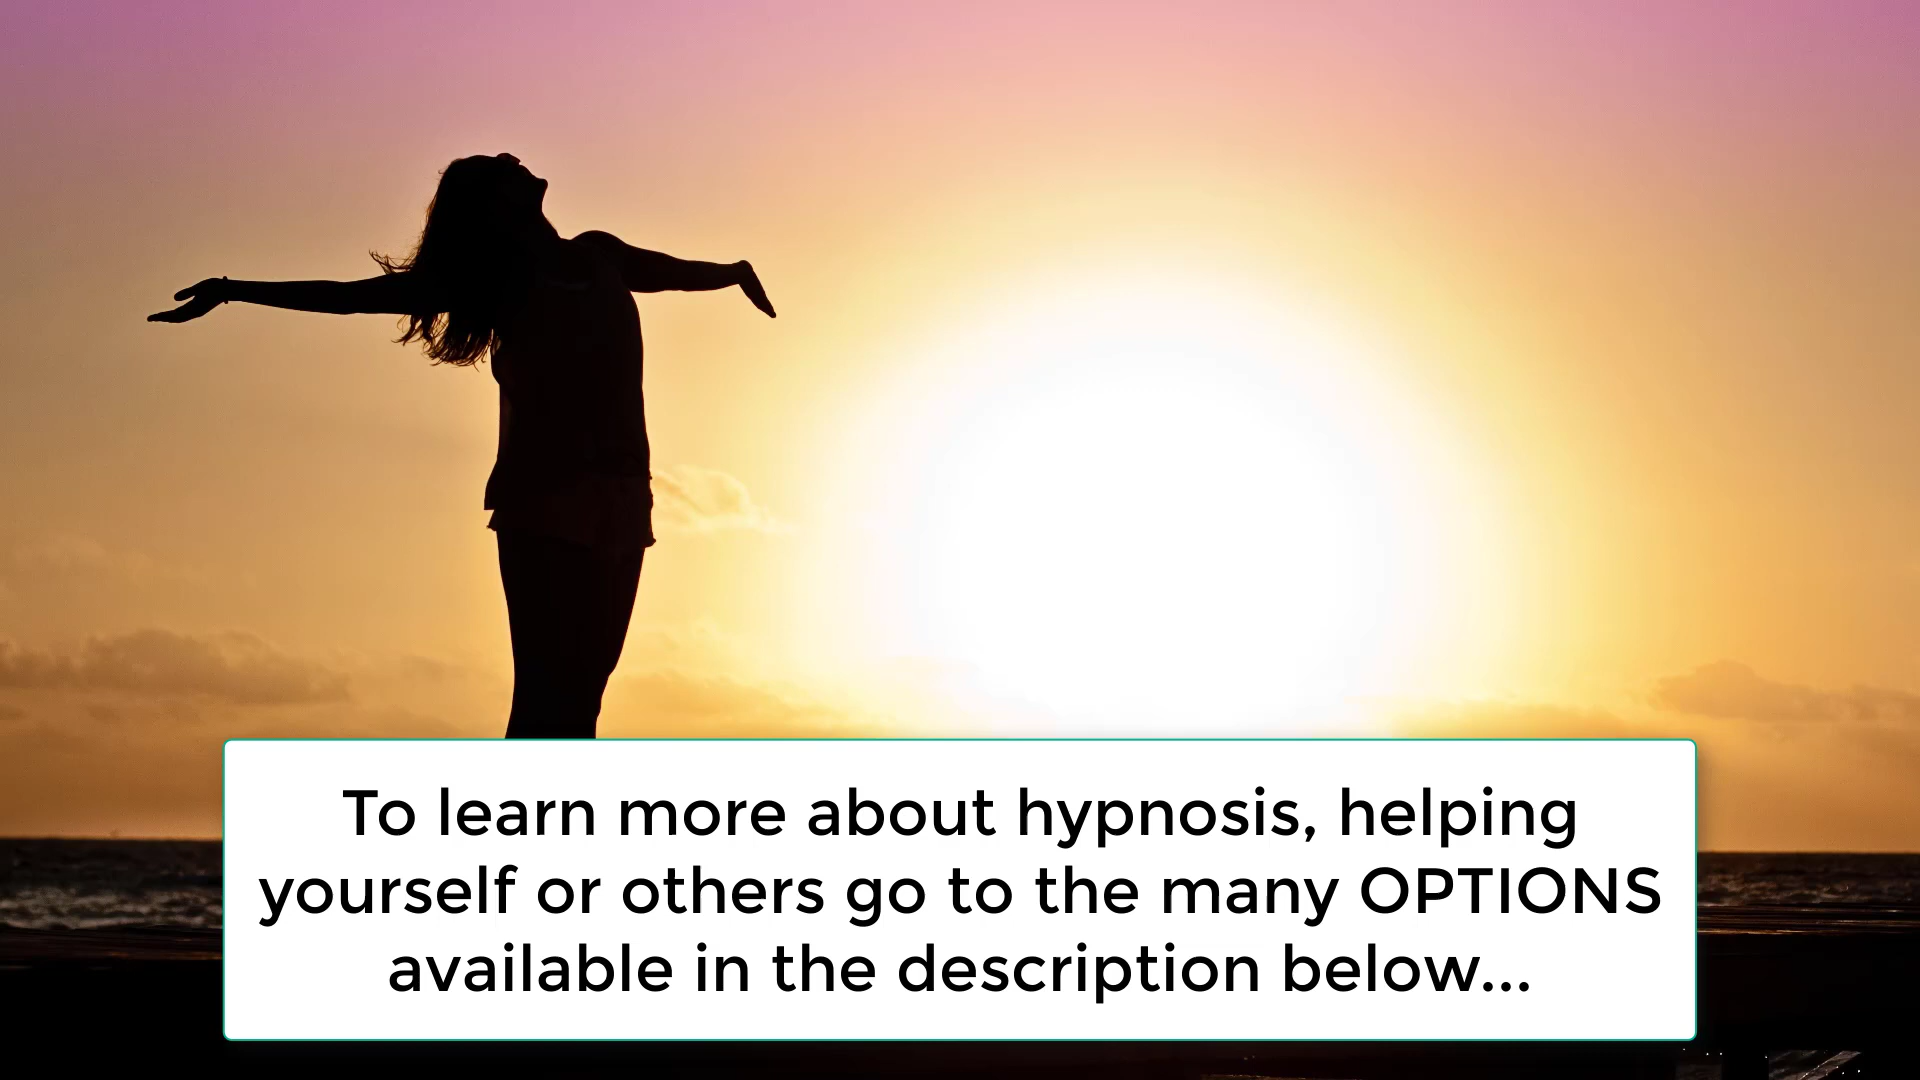 To learn more about hypnosis, helping
yourself or others go to the many OPTIONS
available in the description below...